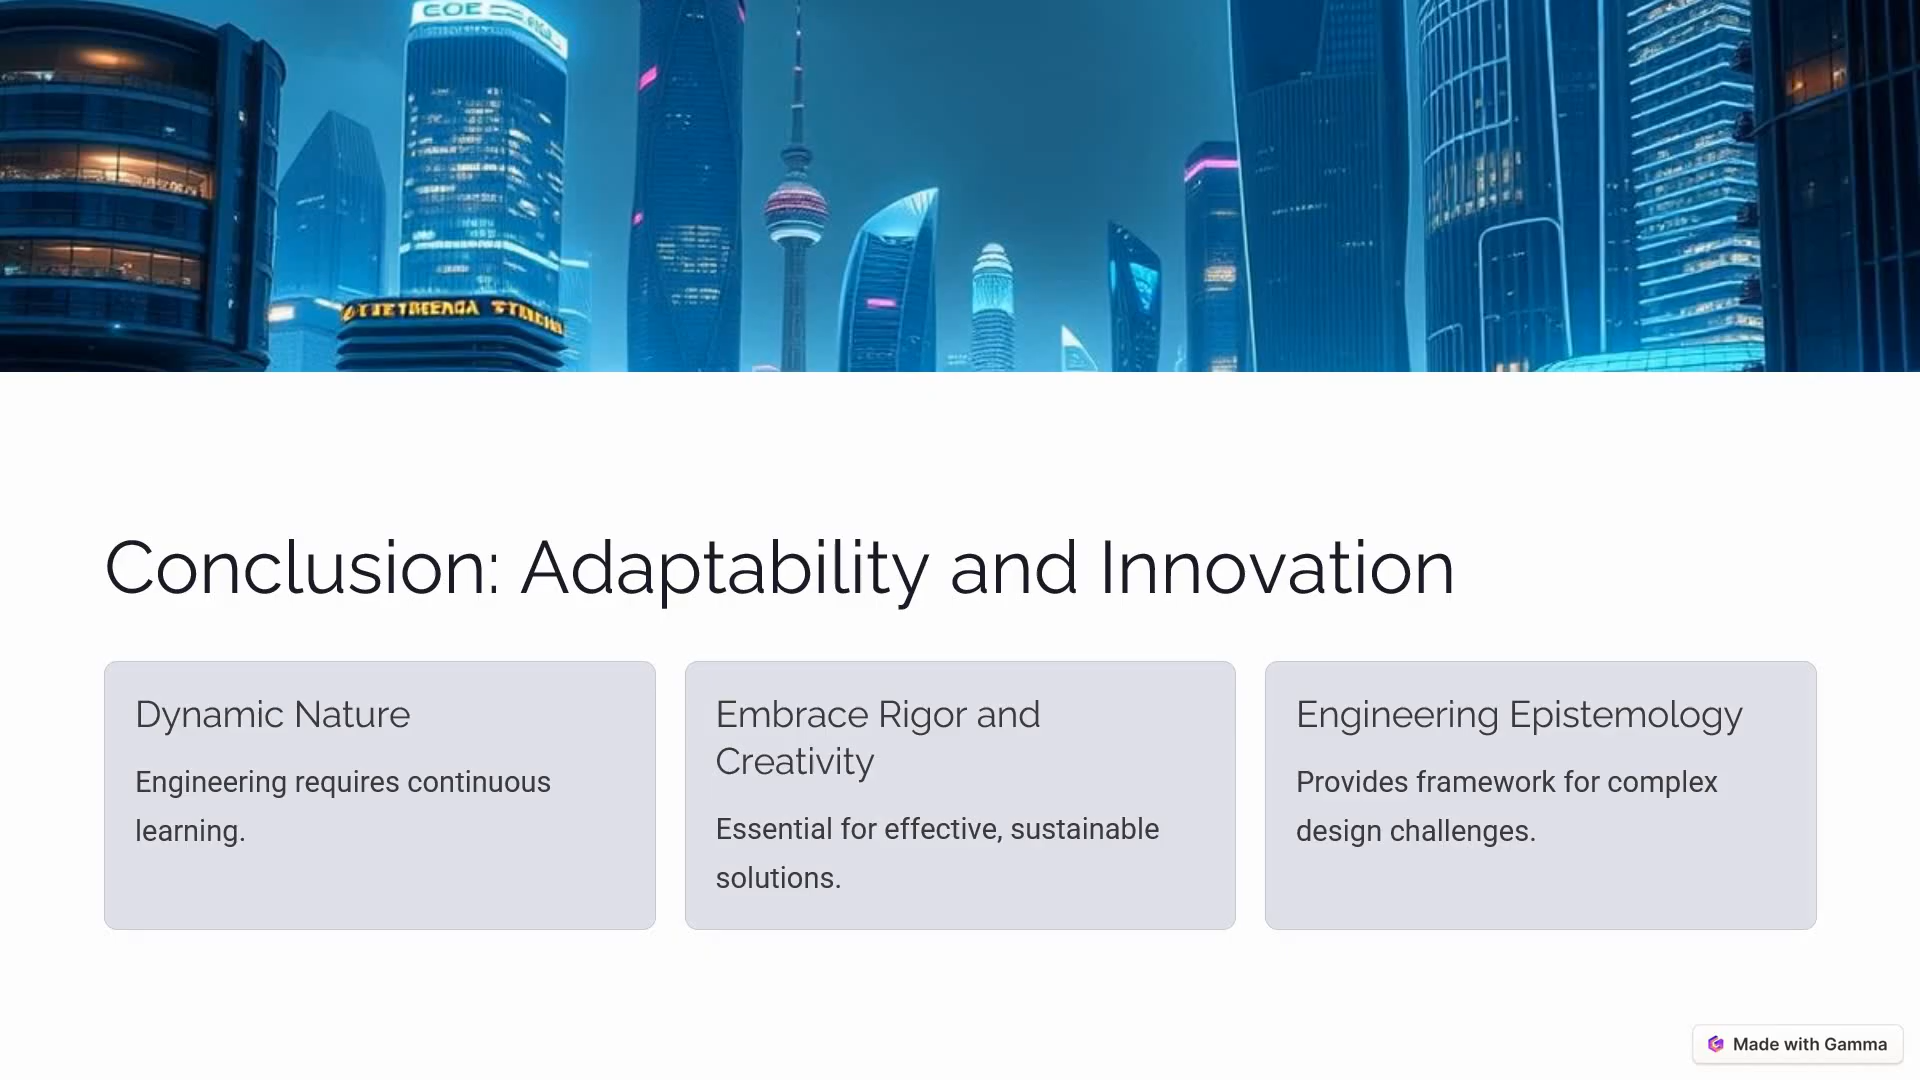 Conclusion: Adaptability and Innovation
Dynamic Nature
Engineering requires continuous
learning.
Embrace Rigor and
Creativity
Essential for effective, sustainable
solutions.
Engineering Epistemology
Provides framework for complex
design challenges.
Made with Gamma